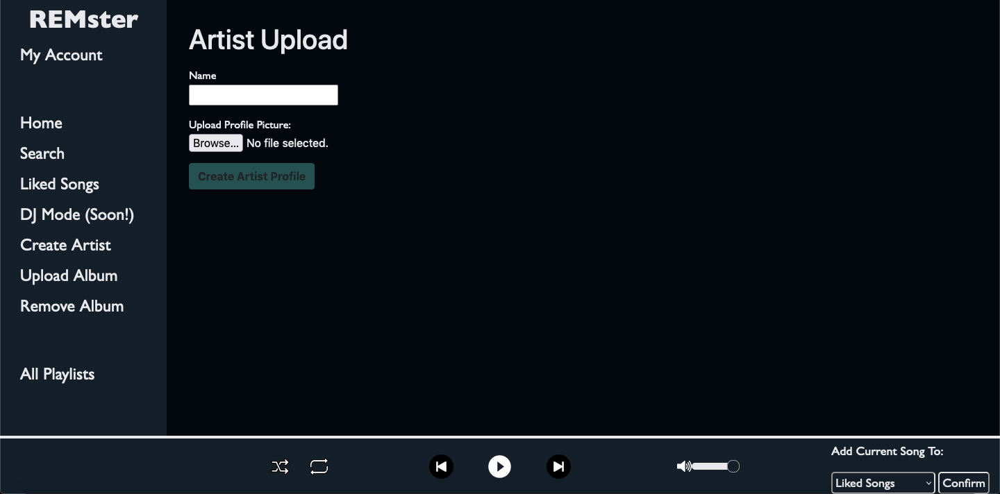 REMster
My Account
Home
Search
Liked Songs
DJ Mode (Soon!)
Create Artist
Upload Album
Remove Album
All Playlists
Artist Upload
Name
Upload Profile Picture:
Browse... No file selected.
Create Artist Profile
Add Current Song To:
Liked Songs Confirm